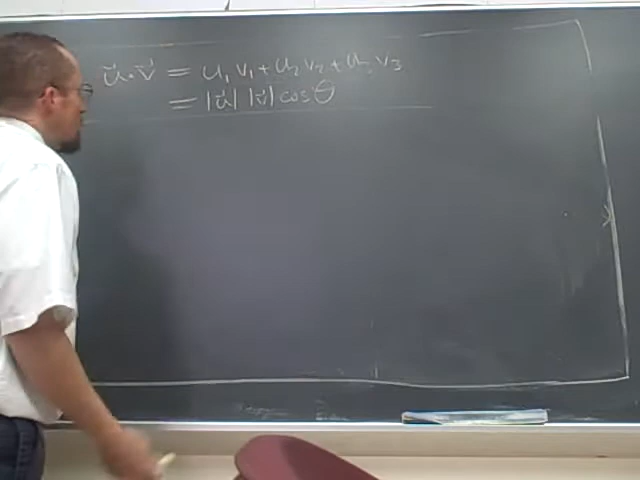 u⃗·v⃗ = u₁v₁ + u₂v₂ + u₃v₃
= |u⃗| |v⃗| cos θ